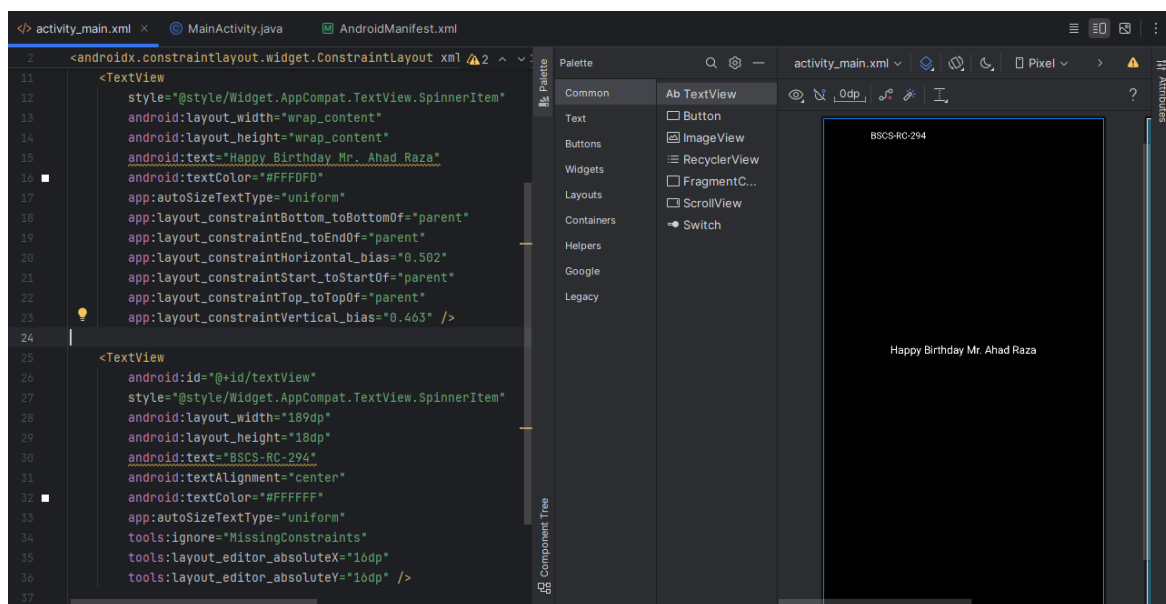 activity_main.xml
MainActivity.java
AndroidManifest.xml
2 <androidx.constraintlayout.widget.ConstraintLayout xml 2
11 <TextView
12 style="@style/Widget.AppCompat.TextView.SpinnerItem"
13 android:layout_width="wrap_content"
14 android:layout_height="wrap_content"
15 android:text="Happy Birthday Mr. Ahad Raza"
16 android:textColor="#FFFDFD"
17 app:autoSizeTextType="uniform"
18 app:layout_constraintBottom_toBottomOf="parent"
19 app:layout_constraintEnd_toEndOf="parent"
20 app:layout_constraintHorizontal_bias="0.502"
21 app:layout_constraintStart_toStartOf="parent"
22 app:layout_constraintTop_toTopOf="parent"
23 app:layout_constraintVertical_bias="0.463" />
24
25 <TextView
26 android:id="@+id/textView"
27 style="@style/Widget.AppCompat.TextView.SpinnerItem"
28 android:layout_width="189dp"
29 android:layout_height="18dp"
30 android:text="BSCS-RC-294"
31 android:textAlignment="center"
32 android:textColor="#FFFFFF"
33 app:autoSizeTextType="uniform"
34 tools:ignore="MissingConstraints"
35 tools:layout_editor_absoluteX="16dp"
36 tools:layout_editor_absoluteY="16dp" />
37
Palette
Component Tree
Palette
Common
Text
Buttons
Widgets
Layouts
Containers
Helpers
Google
Legacy
Ab TextView
Button
ImageView
RecyclerView
FragmentC...
ScrollView
Switch
activity_main.xml
Pixel
0dp
?
BSCS-RC-294
Happy Birthday Mr. Ahad Raza
Attributes